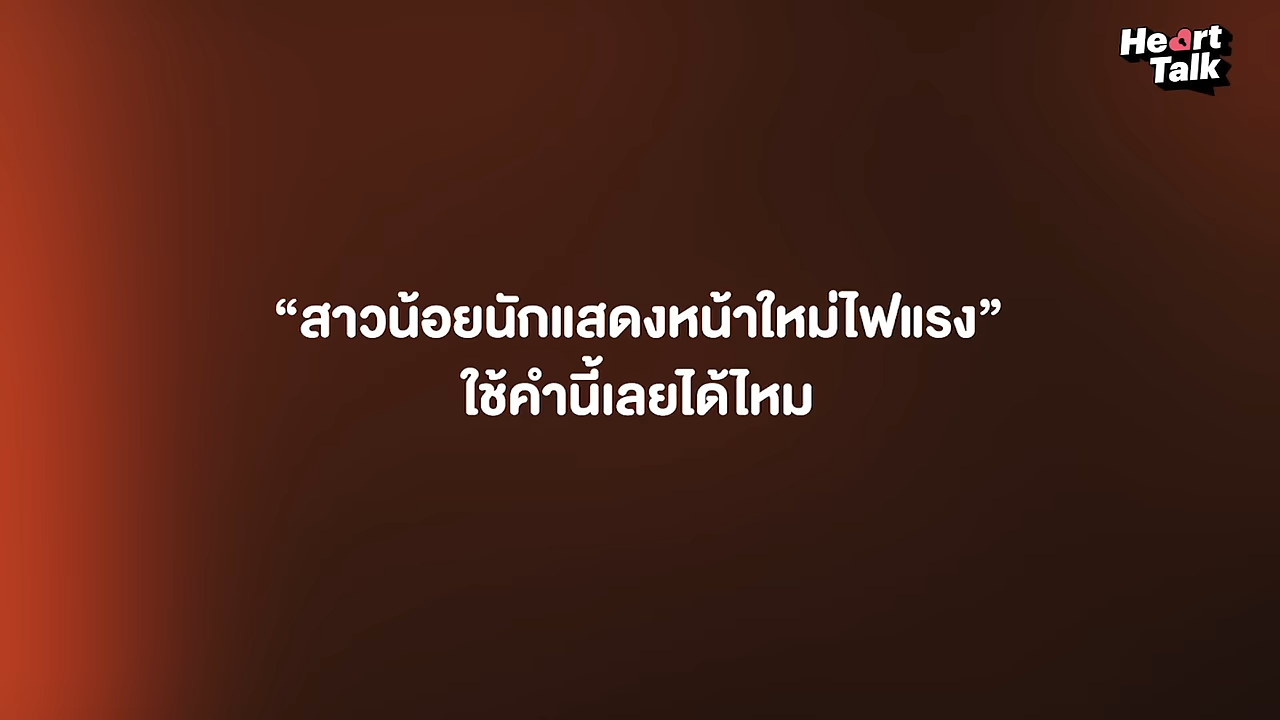 Heart
Talk
“สาวน้อยนักแสดงหน้าใหม่ไฟแรง”
ใช้คำนี้เลยได้ไหม